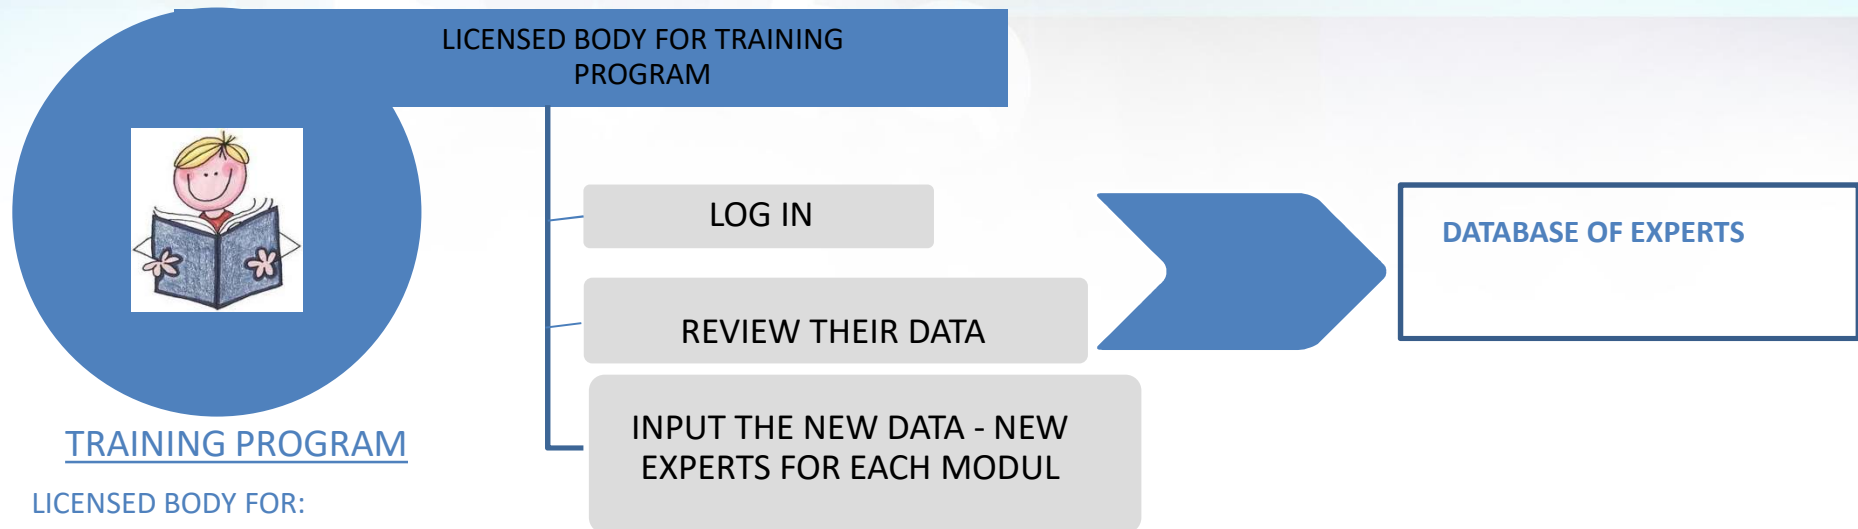 LICENSED BODY FOR TRAINING
PROGRAM
LOG IN
DATABASE OF EXPERTS
REVIEW THEIR DATA
INPUT THE NEW DATA - NEW
EXPERTS FOR EACH MODUL
TRAINING PROGRAM
LICENSED BODY FOR: